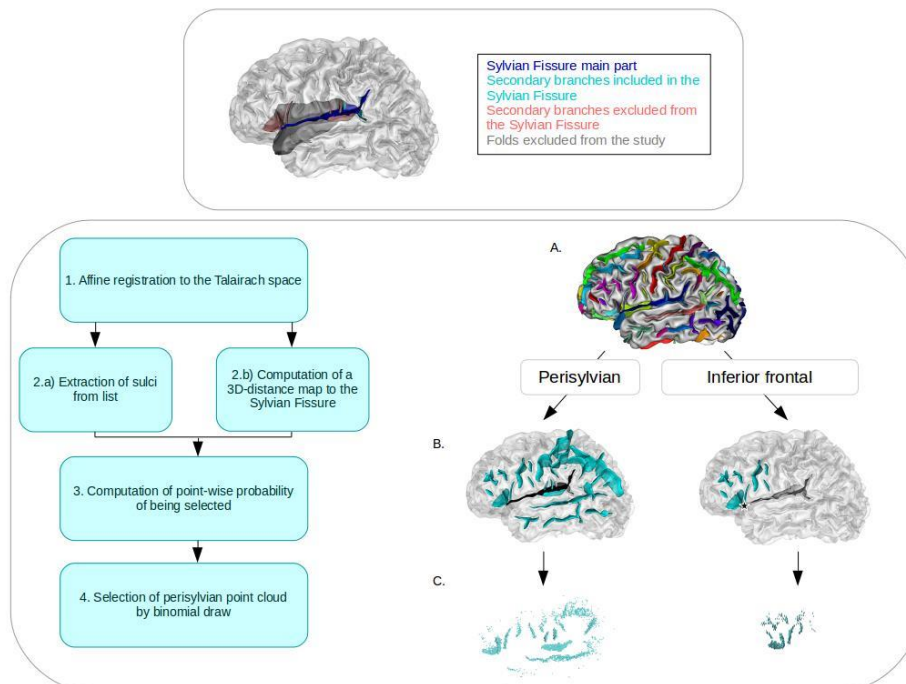 Sylvian Fissure main part
Secondary branches included in the
Sylvian Fissure
Secondary branches excluded from
the Sylvian Fissure
Folds excluded from the study
1. Affine registration to the Talairach space
2.a) Extraction of sulci
from list
2.b) Computation of a
3D-distance map to the
Sylvian Fissure
3. Computation of point-wise probability
of being selected
4. Selection of perisylvian point cloud
by binomial draw
A.
Perisylvian
Inferior frontal
B.
C.